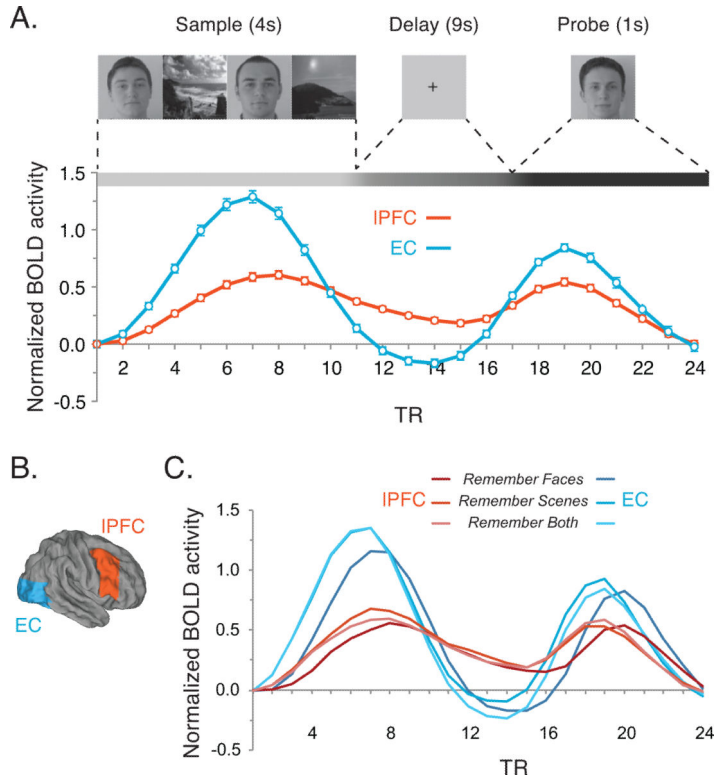 A.
Sample (4s) Delay (9s) Probe (1s)
+
Normalized BOLD activity
1.5
1.0
0.5
0.0
-0.5
lPFC
EC
2 4 6 8 10 12 14 16 18 20 22 24
TR
B.
lPFC
EC
C.
Normalized BOLD activity
lPFC
Remember Faces
Remember Scenes
Remember Both
EC
1.5
1.0
0.5
0.0
-0.5
4 8 12 16 20 24
TR